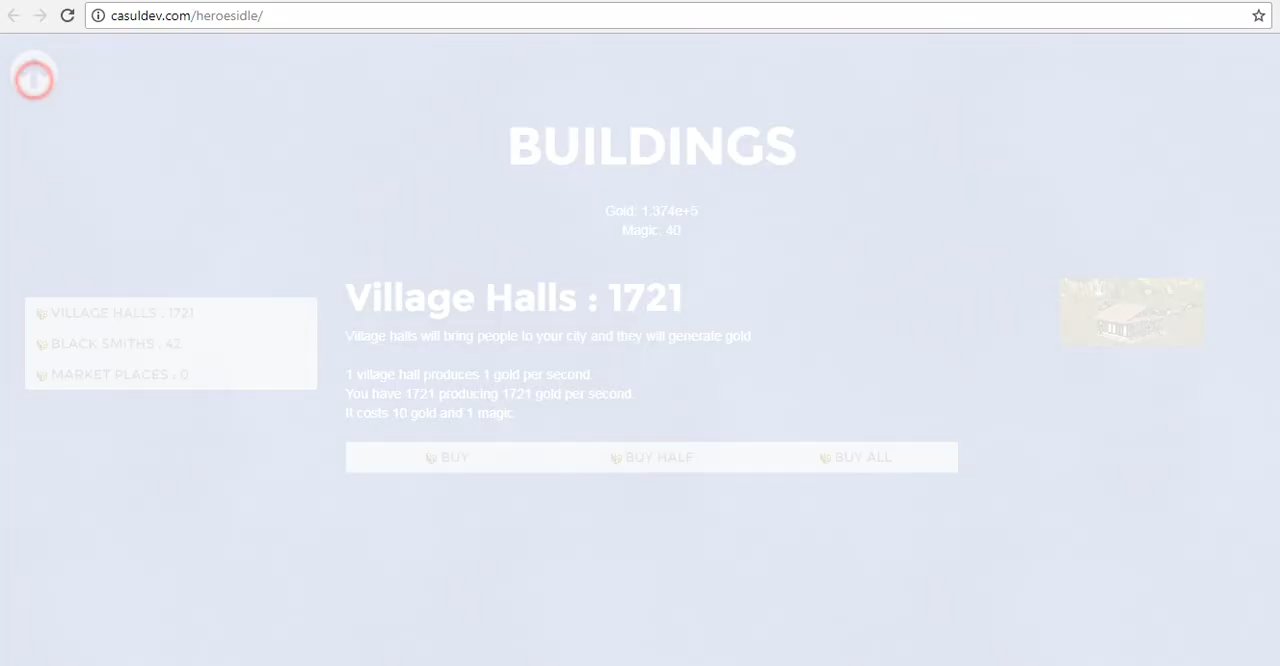 casuldev.com/heroesidle/
BUILDINGS
Gold: 1.374e+5
Magic: 40
VILLAGE HALLS : 1721
BLACK SMITHS : 42
MARKET PLACES : 0
Village Halls : 1721
Village halls will bring people to your city and they will generate gold
1 village hall produces 1 gold per second.
You have 1721 producing 1721 gold per second.
It costs 10 gold and 1 magic.
BUY BUY HALF BUY ALL